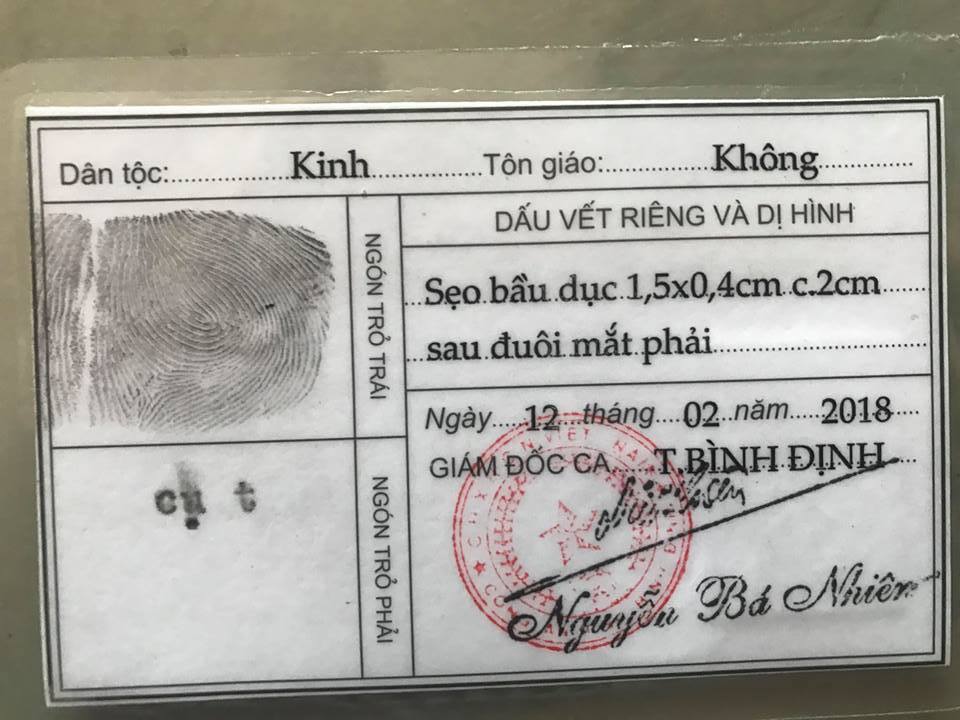 Dân tộc: Kinh Tôn giáo: Không
NGÓN TRỎ TRÁI
DẤU VẾT RIÊNG VÀ DỊ HÌNH
Sẹo bầu dục 1,5x0,4cm c.2cm
sau đuôi mắt phải
Ngày 12 tháng 02 năm 2018
GIÁM ĐỐC CA T.BÌNH ĐỊNH
NGÓN TRỎ PHẢI
cụt
Nguyễn Bá Nhiên